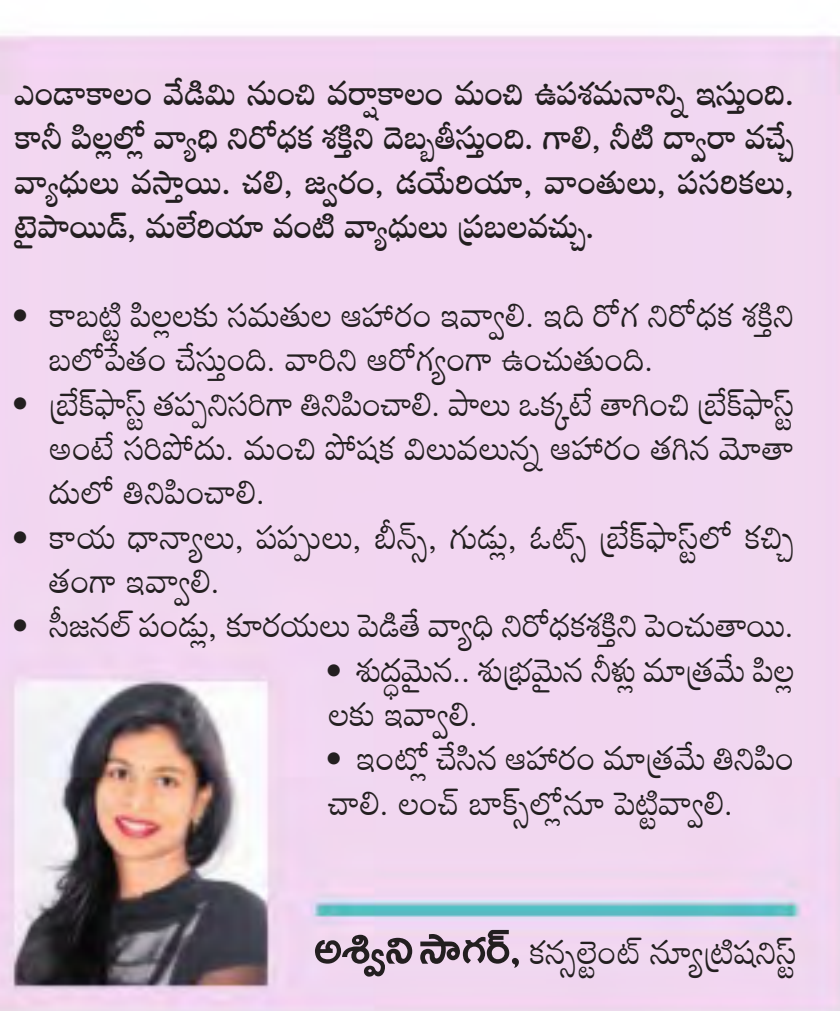 ఎండాకాలం వేడిమి నుంచి వర్షాకాలం మంచి ఉపశమనాన్ని ఇస్తుంది.
కానీ పిల్లల్లో వ్యాధి నిరోధక శక్తిని దెబ్బతీస్తుంది. గాలి, నీటి ద్వారా వచ్చే
వ్యాధులు వస్తాయి. చలి, జ్వరం, డయేరియా, వాంతులు, పసరికలు,
టైపాయిడ్, మలేరియా వంటి వ్యాధులు ప్రబలవచ్చు.
• కాబట్టి పిల్లలకు సమతుల ఆహారం ఇవ్వాలి. ఇది రోగ నిరోధక శక్తిని
బలోపేతం చేస్తుంది. వారిని ఆరోగ్యంగా ఉంచుతుంది.
• బ్రేక్‌ఫాస్ట్ తప్పనిసరిగా తినిపించాలి. పాలు ఒక్కటే తాగించి బ్రేక్‌ఫాస్ట్
అంటే సరిపోదు. మంచి పోషక విలువలున్న ఆహారం తగిన మోతా
దులో తినిపించాలి.
• కాయ ధాన్యాలు, పప్పులు, బీన్స్, గుడ్లు, ఓట్స్ బ్రేక్‌ఫాస్ట్‌లో కచ్చి
తంగా ఇవ్వాలి.
• సీజనల్ పండ్లు, కూరయలు పెడితే వ్యాధి నిరోధకశక్తిని పెంచుతాయి.
• శుద్ధమైన.. శుభ్రమైన నీళ్లు మాత్రమే పిల్ల
లకు ఇవ్వాలి.
• ఇంట్లో చేసిన ఆహారం మాత్రమే తినిపిం
చాలి. లంచ్ బాక్స్‌ల్లోనూ పెట్టివ్వాలి.
అశ్విని సాగర్, కన్సల్టెంట్ న్యూట్రిషనిస్ట్